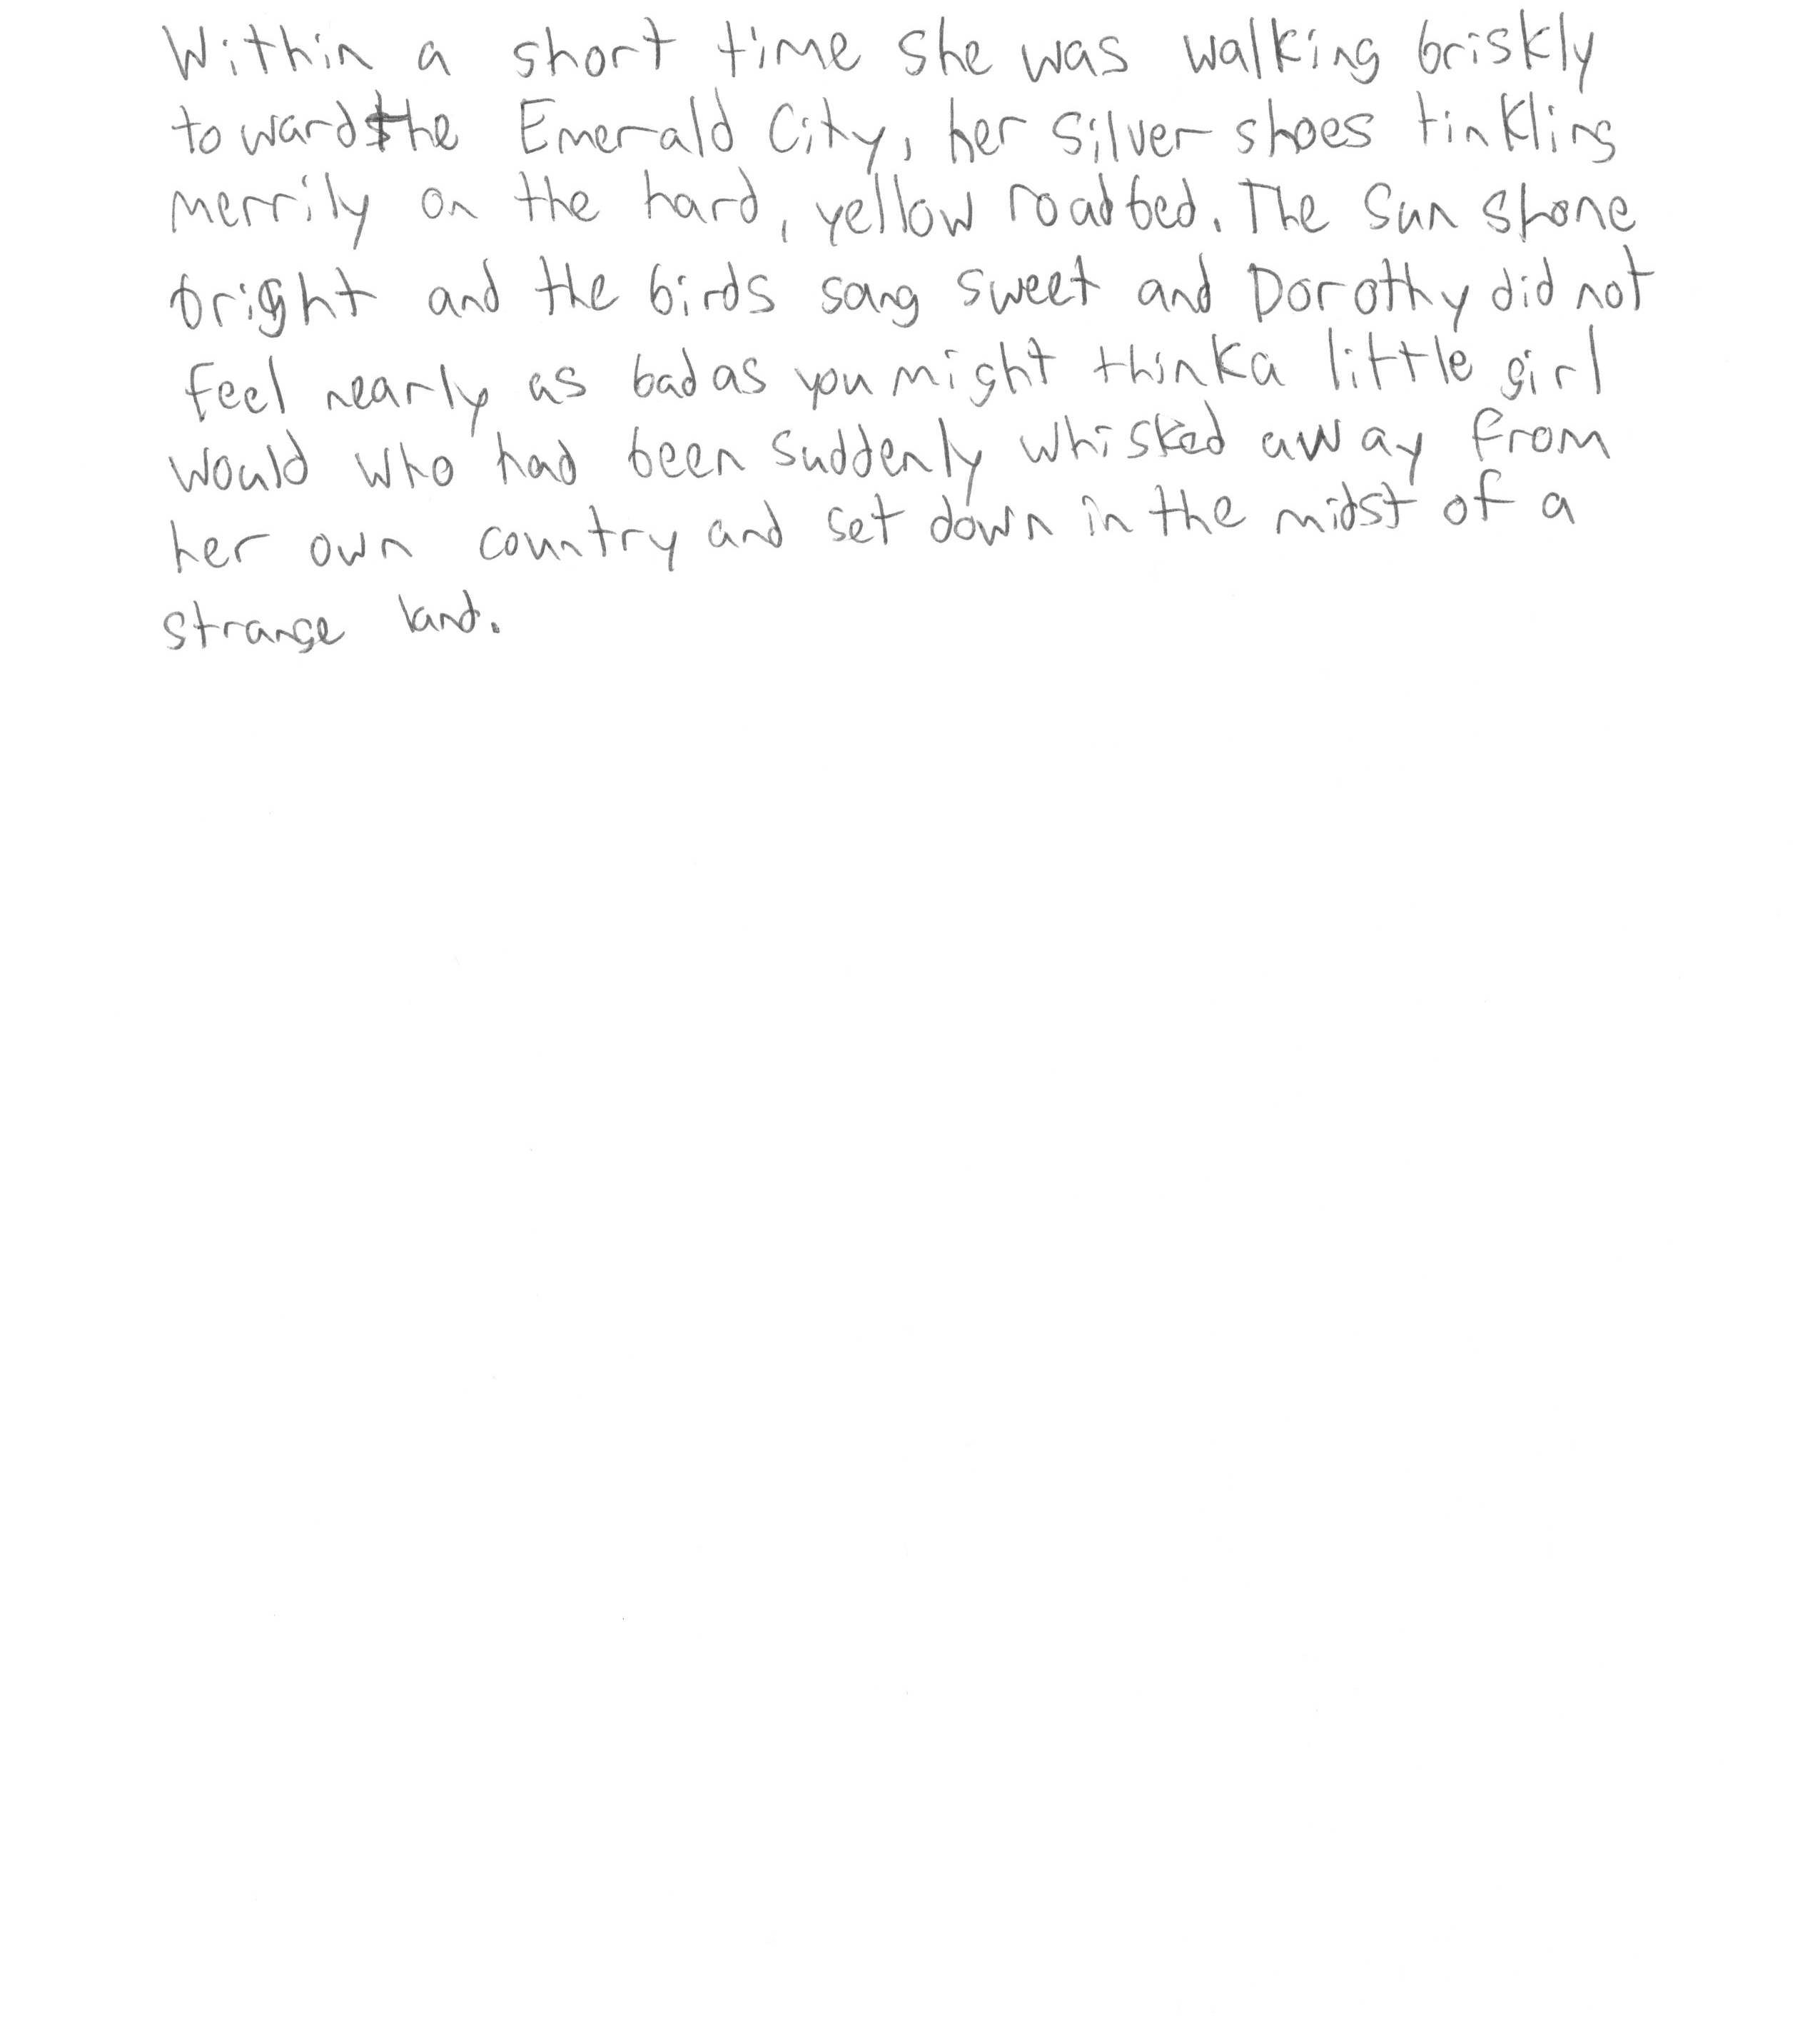 Within a short time she was walking briskly
toward the Emerald City, her silver shoes tinkling
merrily on the hard, yellow roadbed. The sun shone
bright and the birds sang sweet and Dorothy did not
feel nearly as bad as you might think a little girl
would who had been suddenly whisked away from
her own country and set down in the midst of a
strange land.